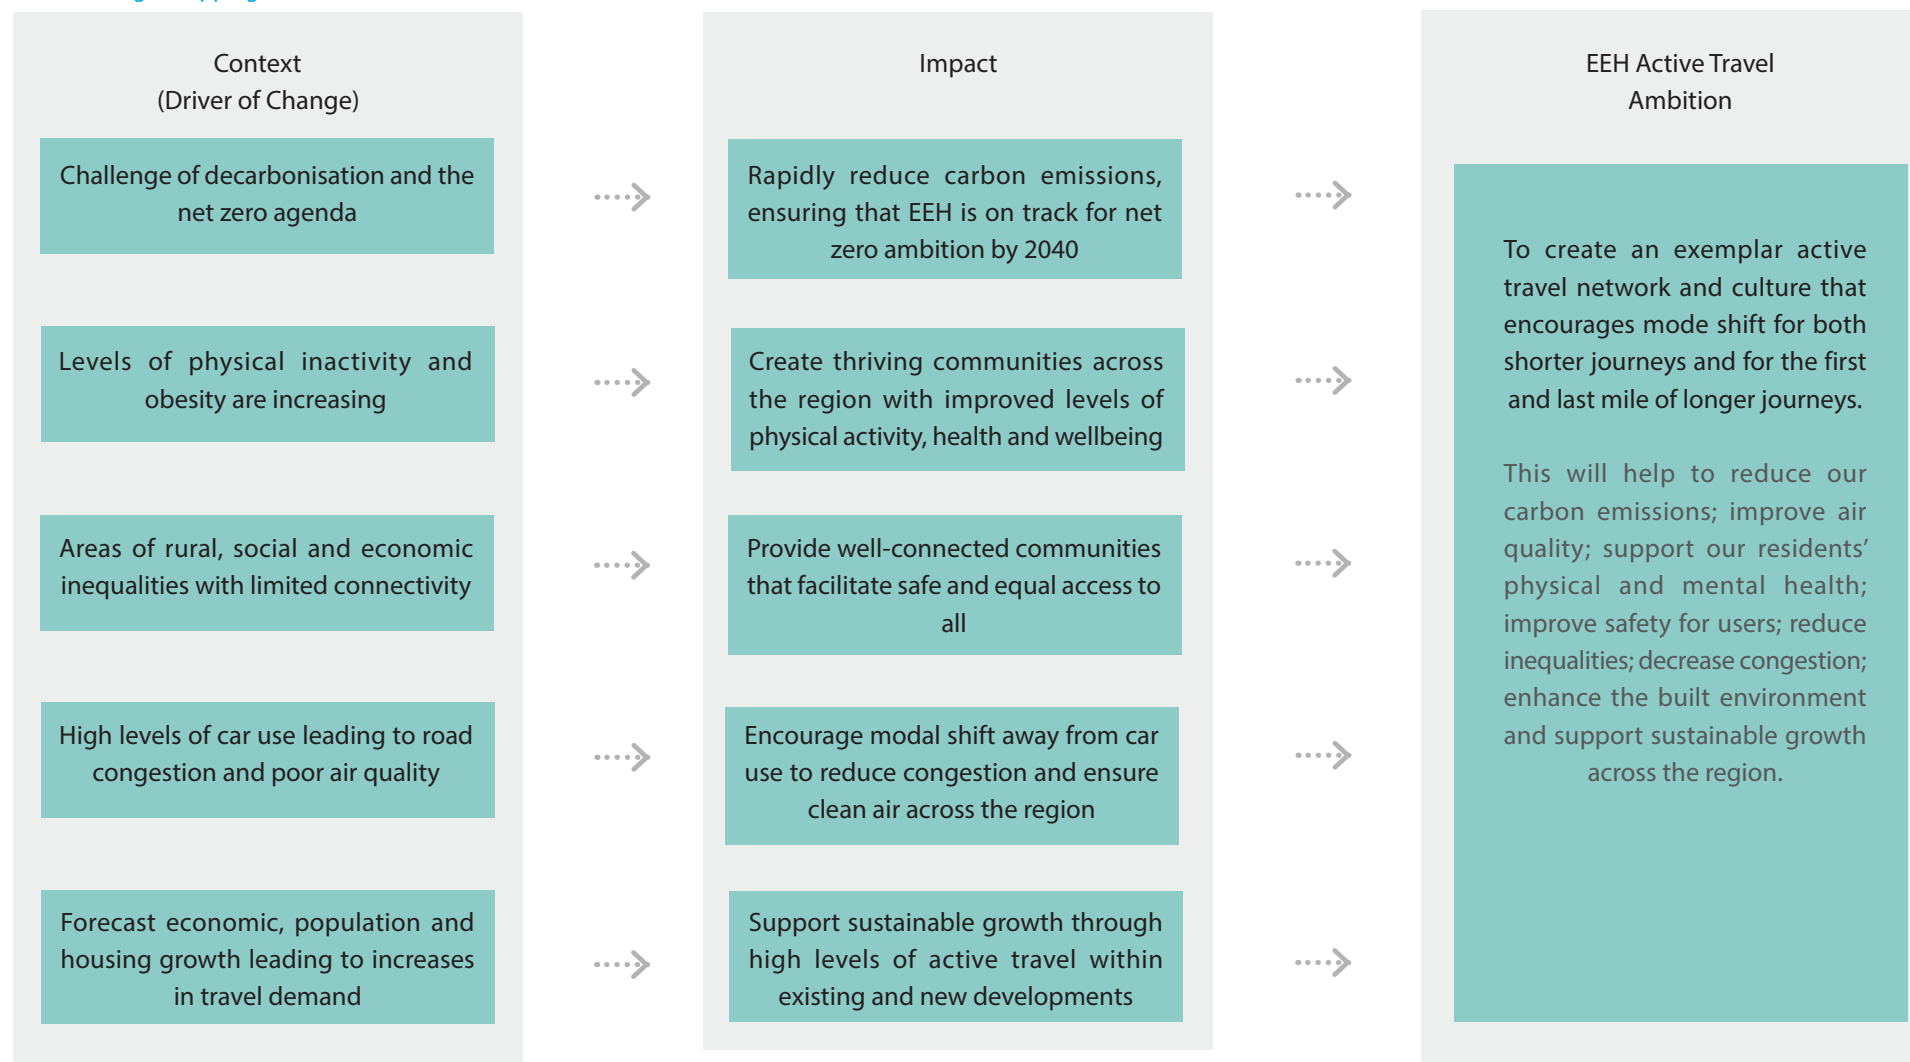 Context
(Driver of Change)
Challenge of decarbonisation and the
net zero agenda
Levels of physical inactivity and
obesity are increasing
Areas of rural, social and economic
inequalities with limited connectivity
High levels of car use leading to road
congestion and poor air quality
Forecast economic, population and
housing growth leading to increases
in travel demand
Impact
Rapidly reduce carbon emissions,
ensuring that EEH is on track for net
zero ambition by 2040
Create thriving communities across
the region with improved levels of
physical activity, health and wellbeing
Provide well-connected communities
that facilitate safe and equal access to
all
Encourage modal shift away from car
use to reduce congestion and ensure
clean air across the region
Support sustainable growth through
high levels of active travel within
existing and new developments
EEH Active Travel
Ambition
To create an exemplar active
travel network and culture that
encourages mode shift for both
shorter journeys and for the first
and last mile of longer journeys.
This will help to reduce our
carbon emissions; improve air
quality; support our residents’
physical and mental health;
improve safety for users; reduce
inequalities; decrease congestion;
enhance the built environment
and support sustainable growth
across the region.